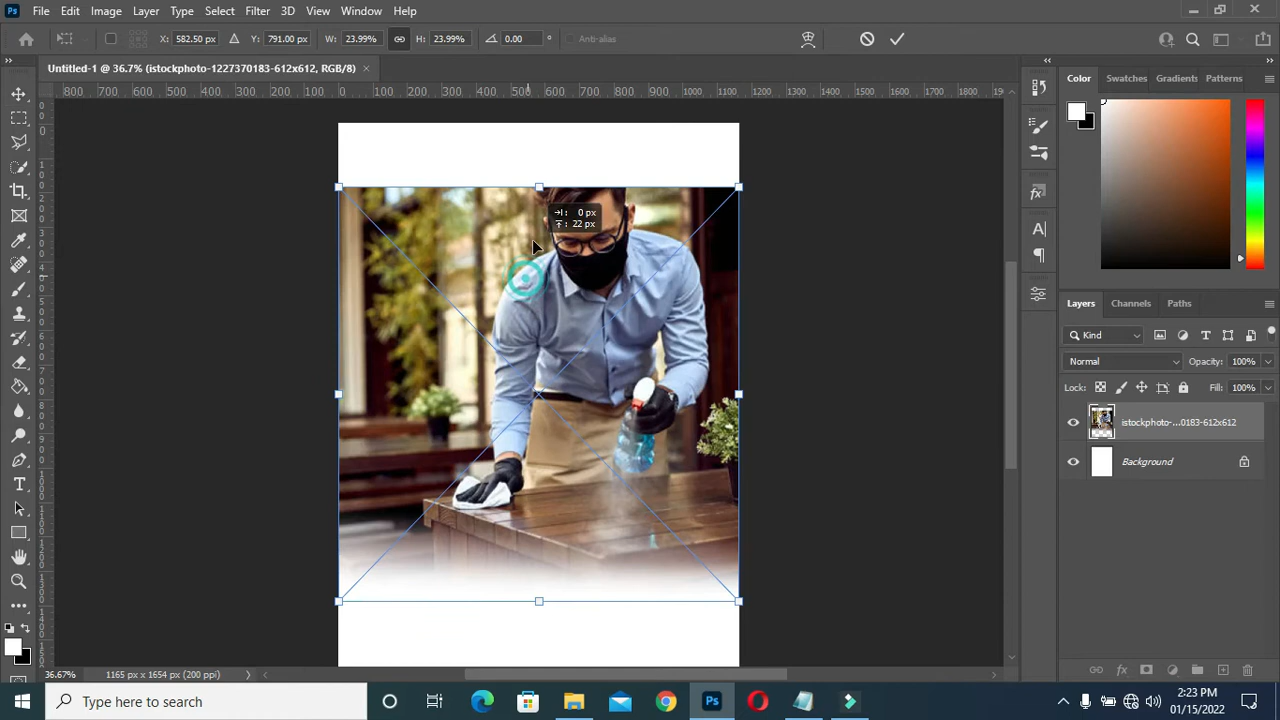 Ps File Edit Image Layer Type Select Filter 3D View Window Help
X: 582.50 px Y: 791.00 px W: 23.99% H: 23.99% 0.00 ° Anti-alias
Untitled-1 @ 36.7% (istockphoto-1227370183-612x612, RGB/8) ×
800 700 600 500 400 300 200 100 0 100 200 300 400 500 600 700 800 900 1000 1100 1200 1300 1400 1500 1600 1700 1800
Color Swatches Gradients Patterns
0 px
22 px
Layers Channels Paths
Kind
Normal Opacity: 100%
Lock: Fill: 100%
istockphoto-...0183-612x612
Background
36.67% 1165 px x 1654 px (200 ppi)
Type here to search
Ps
2:23 PM
01/15/2022